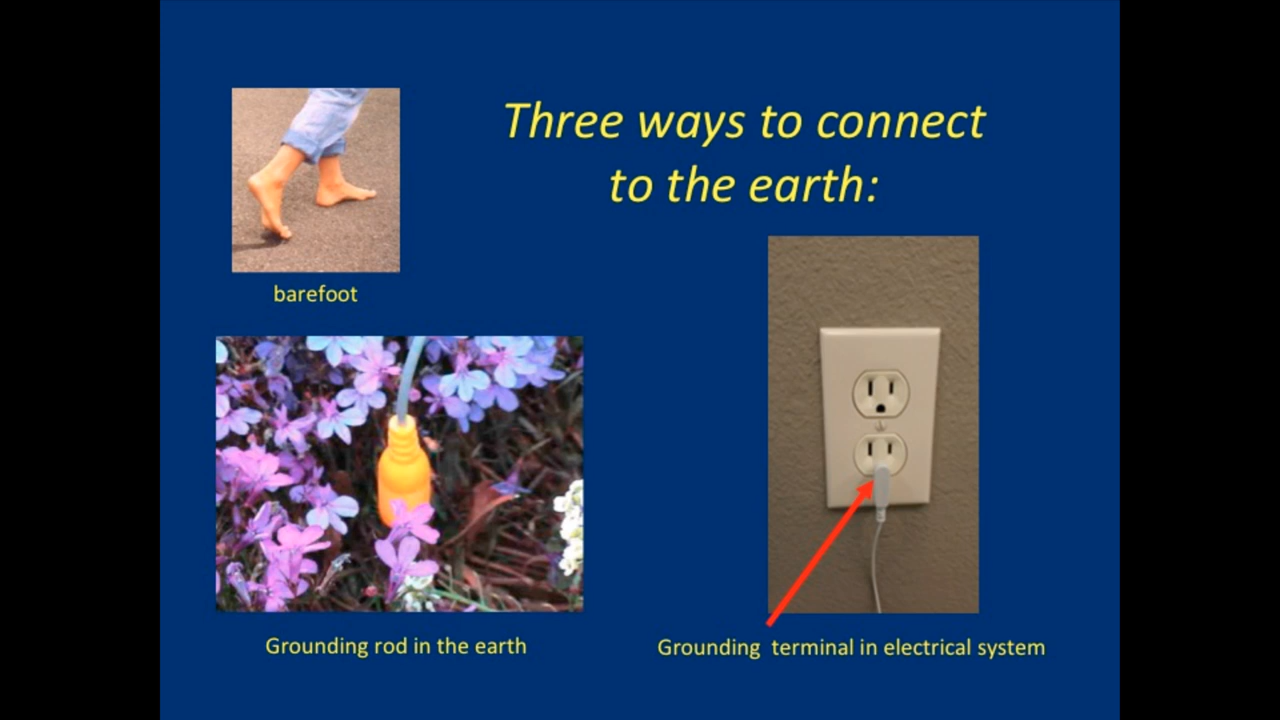 Three ways to connect
to the earth:
barefoot
Grounding rod in the earth
Grounding  terminal in electrical system